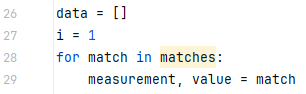 26 data = []
27 i = 1
28 for match in matches:
29     measurement, value = match